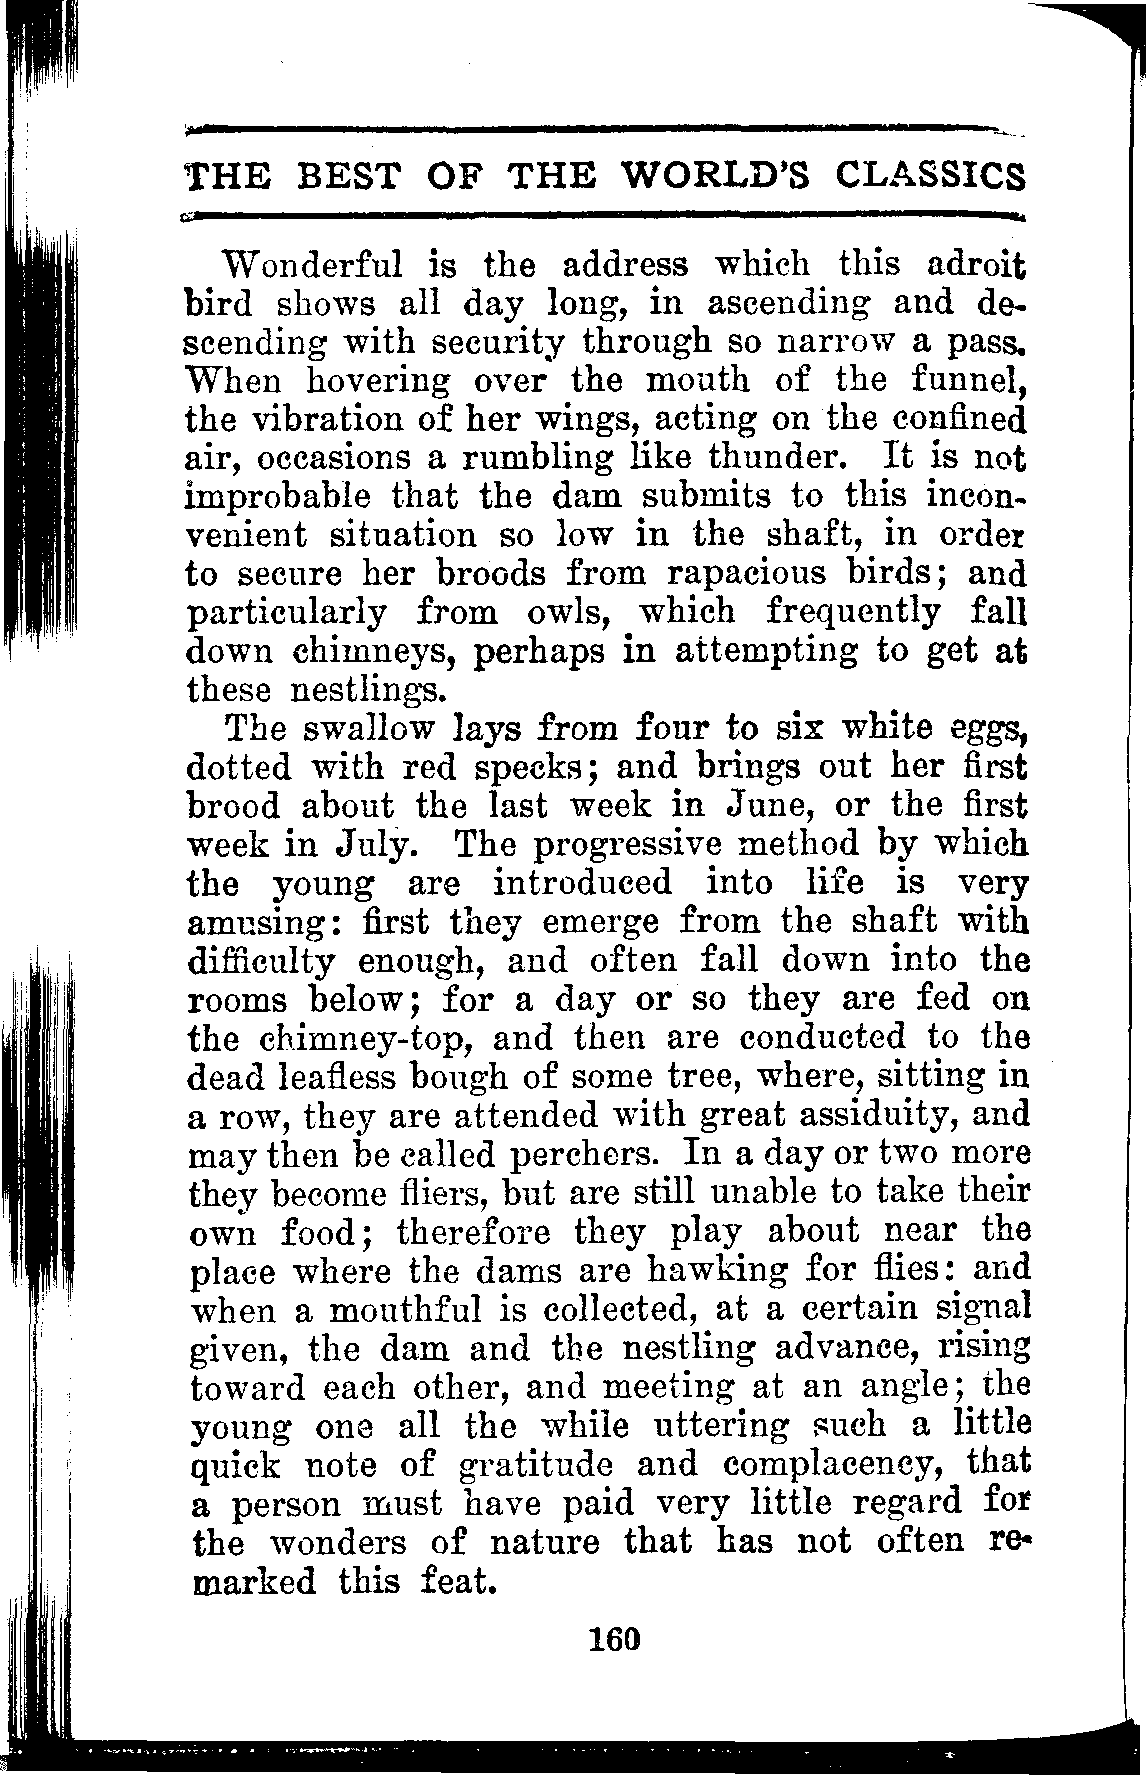 THE BEST OF THE WORLD'S CLASSICS
Wonderful is the address which this adroit
bird shows all day long, in ascending and de-
scending with security through so narrow a pass.
When hovering over the mouth of the funnel,
the vibration of her wings, acting on the confined
air, occasions a rumbling like thunder. It is not
improbable that the dam submits to this incon-
venient situation so low in the shaft, in order
to secure her broods from rapacious birds; and
particularly from owls, which frequently fall
down chimneys, perhaps in attempting to get at
these nestlings.
The swallow lays from four to six white eggs,
dotted with red specks; and brings out her first
brood about the last week in June, or the first
week in July. The progressive method by which
the young are introduced into life is very
amusing: first they emerge from the shaft with
difficulty enough, and often fall down into the
rooms below; for a day or so they are fed on
the chimney-top, and then are conducted to the
dead leafless bough of some tree, where, sitting in
a row, they are attended with great assiduity, and
may then be called perchers. In a day or two more
they become fliers, but are still unable to take their
own food; therefore they play about near the
place where the dams are hawking for flies: and
when a mouthful is collected, at a certain signal
given, the dam and the nestling advance, rising
toward each other, and meeting at an angle; the
young one all the while uttering such a little
quick note of gratitude and complacency, that
a person must have paid very little regard for
the wonders of nature that has not often re-
marked this feat.
160